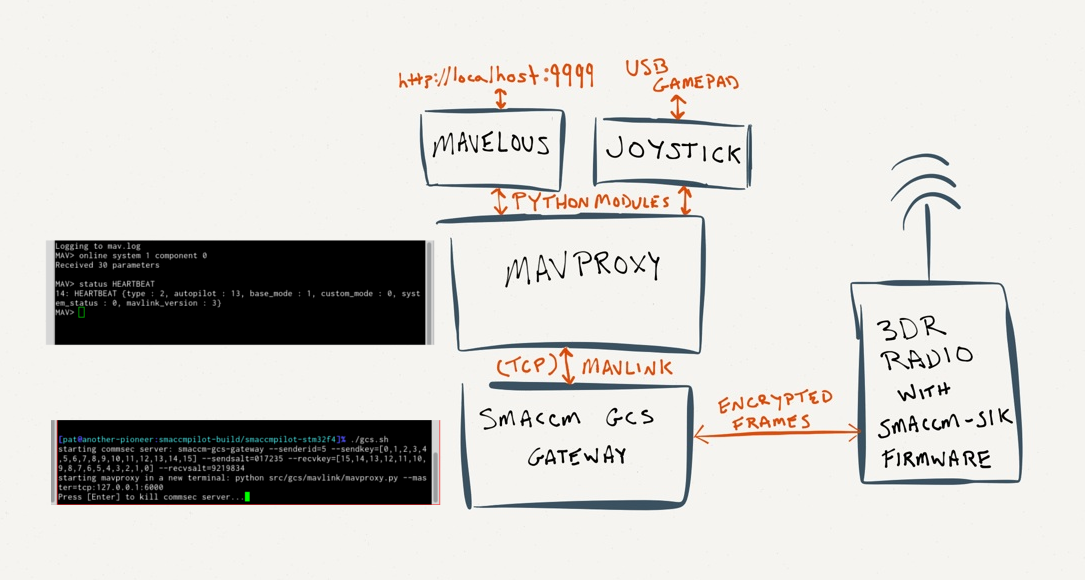 http://localhost:9999
USB
GAMEPAD
MAVELOUS
JOYSTICK
PYTHON MODULES
MAVPROXY
Logging to mav.log
MAV> online system 1 component 0
Received 30 parameters
MAV> status HEARTBEAT
14: HEARTBEAT {type : 2, autopilot : 13, base_mode : 1, custom_mode : 0, syst
em_status : 0, mavlink_version : 3}
MAV>
(TCP) MAVLINK
SMACCM GCS
GATEWAY
[pat@another-pioneer:smaccmpilot-build/smaccmpilot-stm32f4]% ./gcs.sh
starting commsec server: smaccm-gcs-gateway --senderid=5 --sendkey=[0,1,2,3,4
,5,6,7,8,9,10,11,12,13,14,15] --sendsalt=017235 --recvkey=[15,14,13,12,11,10,
9,8,7,6,5,4,3,2,1,0] --recvsalt=9219834
starting mavproxy in a new terminal: python src/gcs/mavlink/mavproxy.py --mas
ter=tcp:127.0.0.1:6000
Press [Enter] to kill commsec server...
ENCRYPTED
FRAMES
3DR
RADIO
WITH
SMACCM-SIK
FIRMWARE